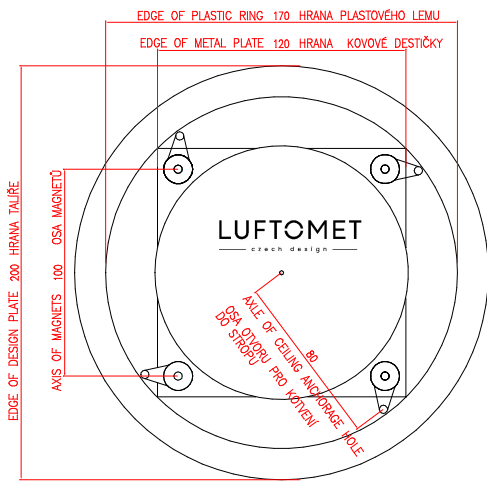 EDGE OF PLASTIC RING 170 HRANA PLASTOVÉHO LEMU
EDGE OF METAL PLATE 120 HRANA KOVOVÉ DESTIČKY
EDGE OF DESIGN PLATE 200 HRANA TALÍŘE
AXIS OF MAGNETS 100 OSA MAGNETŮ
LUFTOMET
czech design
80
AXLE OF CEILING ANCHORAGE HOLE
OSA OTVORU PRO KOTVENÍ
DO STROPU